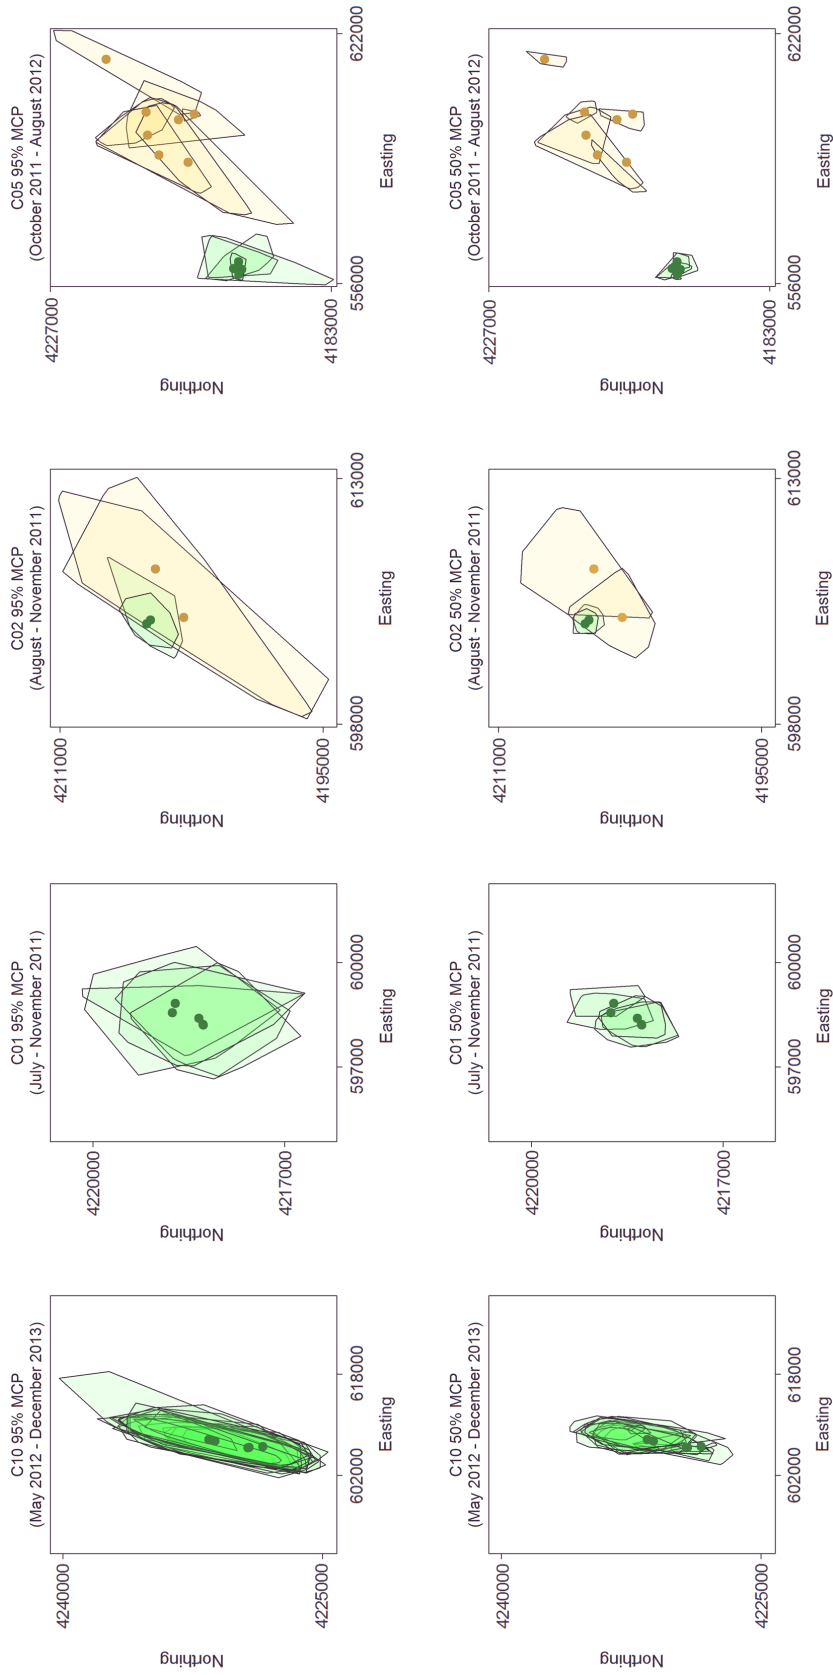 C10 95% MCP
(May 2012 - December 2013)
Northing
4240000
4225000
602000
618000
Easting
C01 95% MCP
(July - November 2011)
Northing
4220000
4217000
597000
600000
Easting
C02 95% MCP
(August - November 2011)
Northing
4211000
4195000
598000
613000
Easting
C05 95% MCP
(October 2011 - August 2012)
Northing
4227000
4183000
556000
622000
Easting
C10 50% MCP
(May 2012 - December 2013)
Northing
4240000
4225000
602000
618000
Easting
C01 50% MCP
(July - November 2011)
Northing
4220000
4217000
597000
600000
Easting
C02 50% MCP
(August - November 2011)
Northing
4211000
4195000
598000
613000
Easting
C05 50% MCP
(October 2011 - August 2012)
Northing
4227000
4183000
556000
622000
Easting